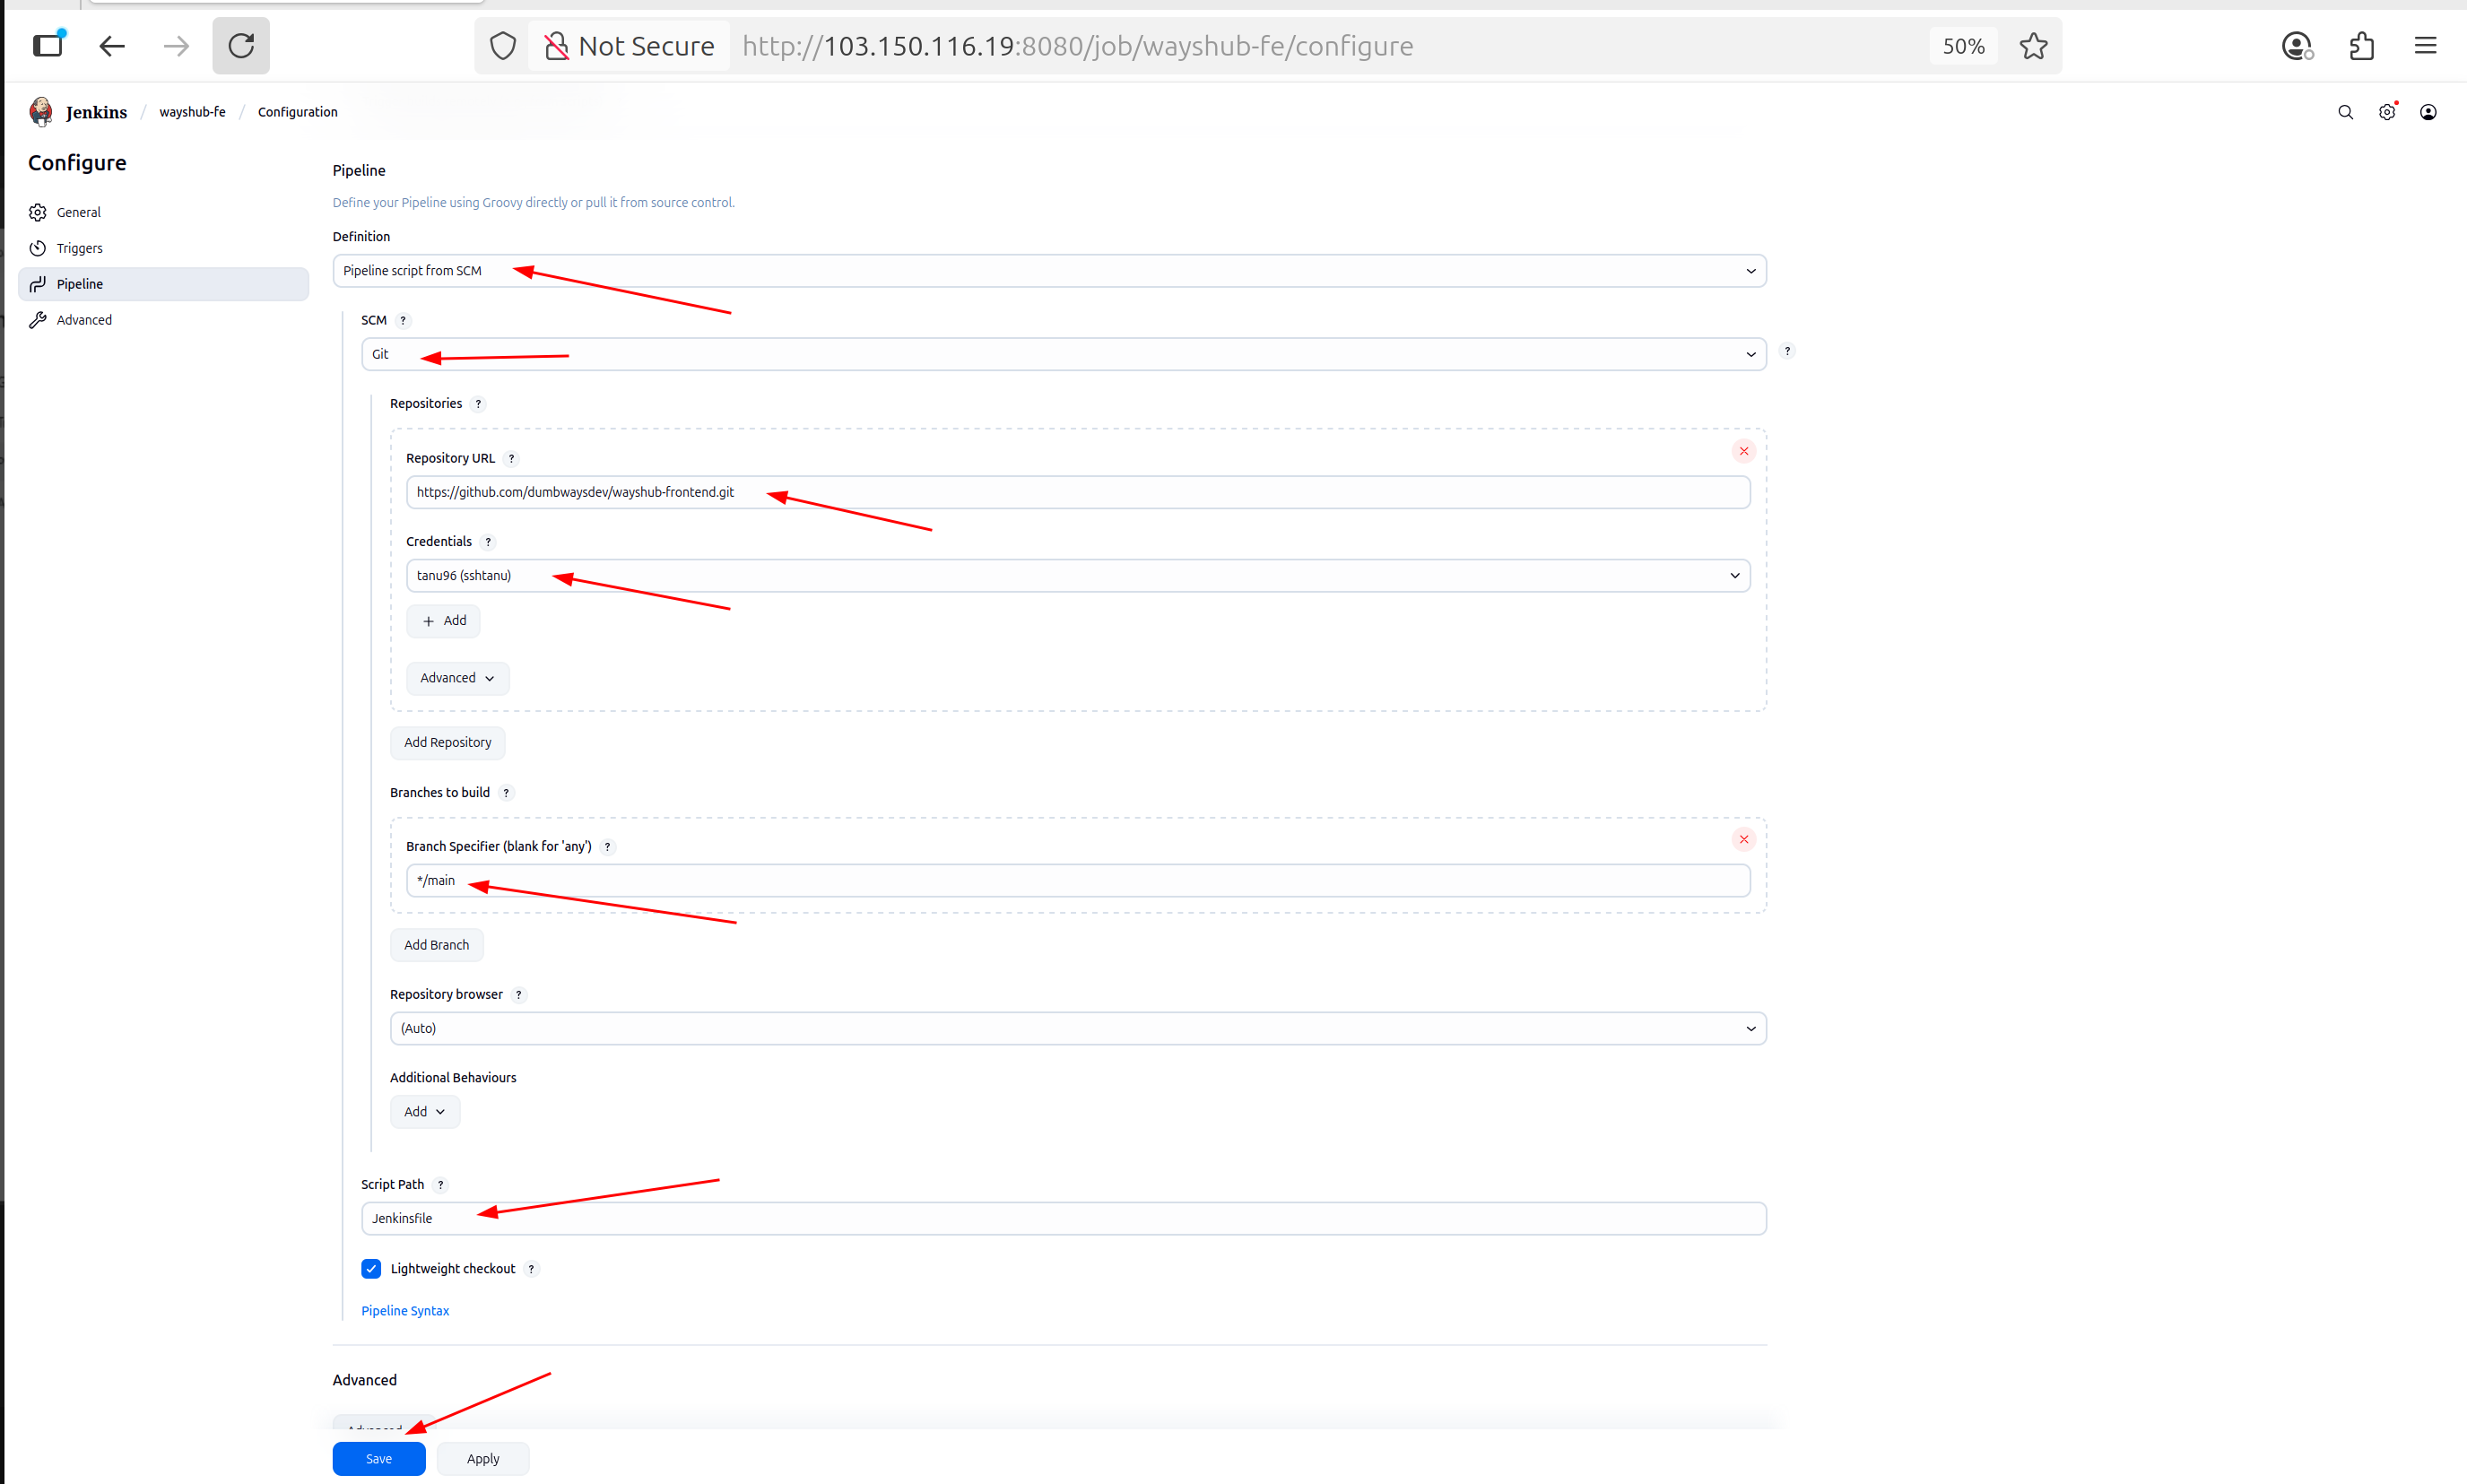 Not Secure http://103.150.116.19:8080/job/wayshub-fe/configure 50%
Jenkins / wayshub-fe / Configuration
Configure
General
Triggers
Pipeline
Advanced
Pipeline
Define your Pipeline using Groovy directly or pull it from source control.
Definition
Pipeline script from SCM
SCM ?
Git
?
Repositories ?
Repository URL ?
https://github.com/dumbwaysdev/wayshub-frontend.git
Credentials ?
tanu96 (sshtanu)
+ Add
Advanced
Add Repository
Branches to build ?
Branch Specifier (blank for 'any') ?
*/main
Add Branch
Repository browser ?
(Auto)
Additional Behaviours
Add
Script Path ?
Jenkinsfile
Lightweight checkout ?
Pipeline Syntax
Advanced
Advanced
Save Apply